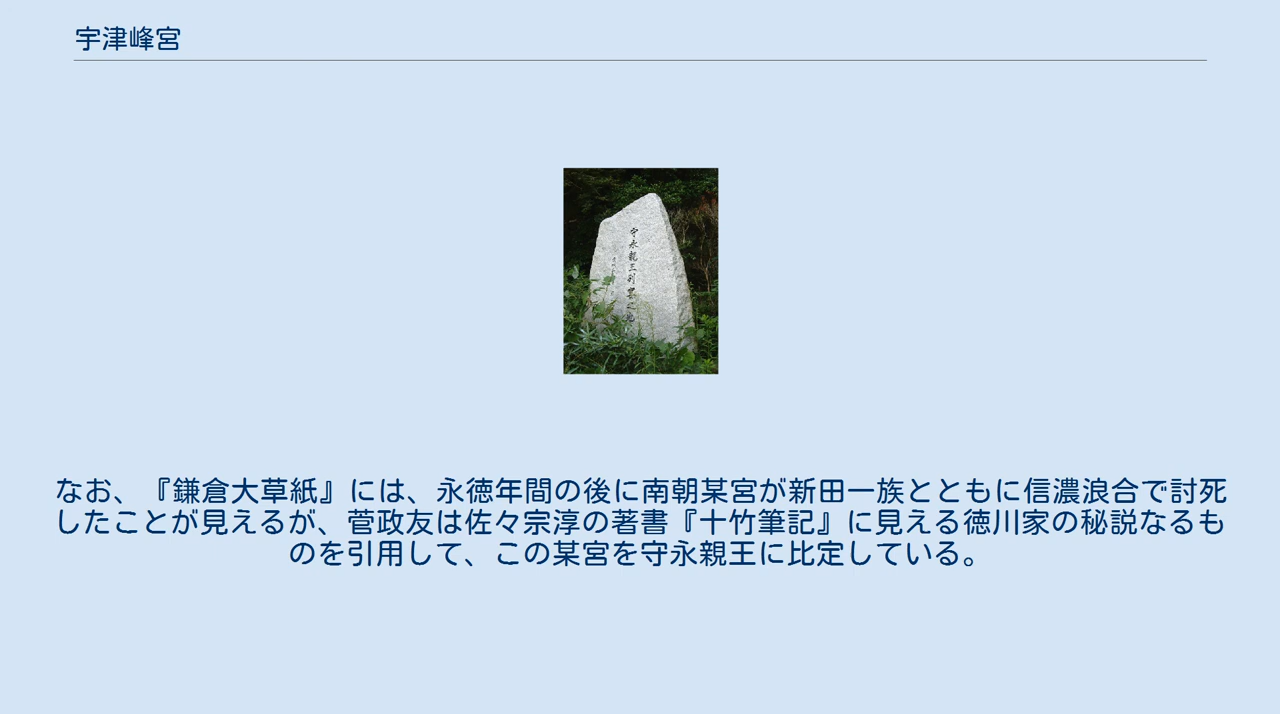 宇津峰宮
守永親王列
なお、『鎌倉大草紙』には、永徳年間の後に南朝某宮が新田一族とともに信濃浪合で討死
したことが見えるが、菅政友は佐々宗淳の著書『十竹筆記』に見える徳川家の秘説なるも
のを引用して、この某宮を守永親王に比定している。